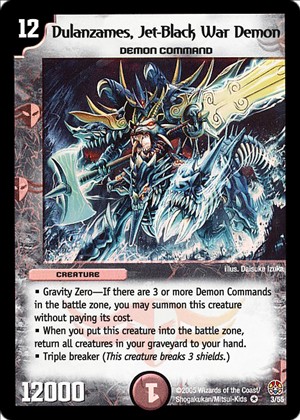 12 Dulanzames, Jet-Black War Demon
DEMON COMMAND
illus. Daisuke Izuka
CREATURE
▪ Gravity Zero—If there are 3 or more Demon Commands
in the battle zone, you may summon this creature
without paying its cost.
▪ When you put this creature into the battle zone,
return all creatures in your graveyard to your hand.
▪ Triple breaker (This creature breaks 3 shields.)
12000
1
©2005 Wizards of the Coast/
Shogakukan/Mitsui-Kids
3/55